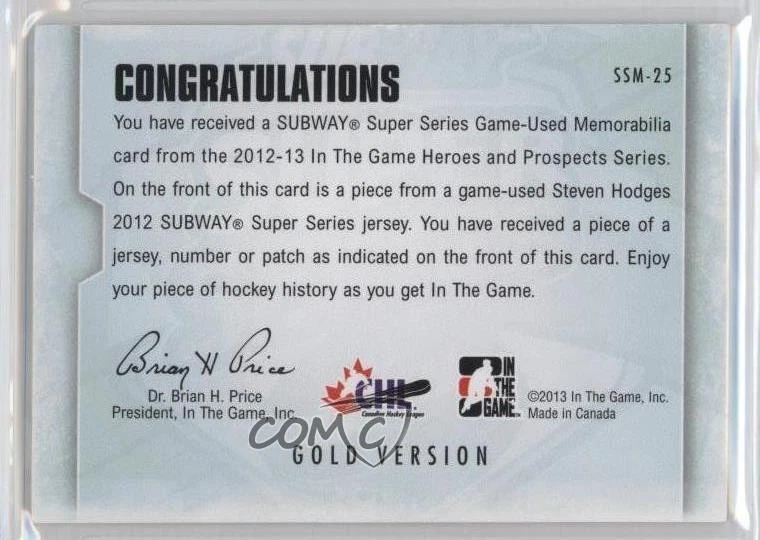 CONGRATULATIONS
SSM-25
You have received a SUBWAY® Super Series Game-Used Memorabilia
card from the 2012-13 In The Game Heroes and Prospects Series.
On the front of this card is a piece from a game-used Steven Hodges
2012 SUBWAY® Super Series jersey. You have received a piece of a
jersey, number or patch as indicated on the front of this card. Enjoy
your piece of hockey history as you get In The Game.
Brian H Price
Dr. Brian H. Price
President, In The Game, Inc.
CHL
Canadian Hockey League
IN
THE
GAME
©2013 In The Game, Inc.
Made in Canada
COMC
GOLD VERSION